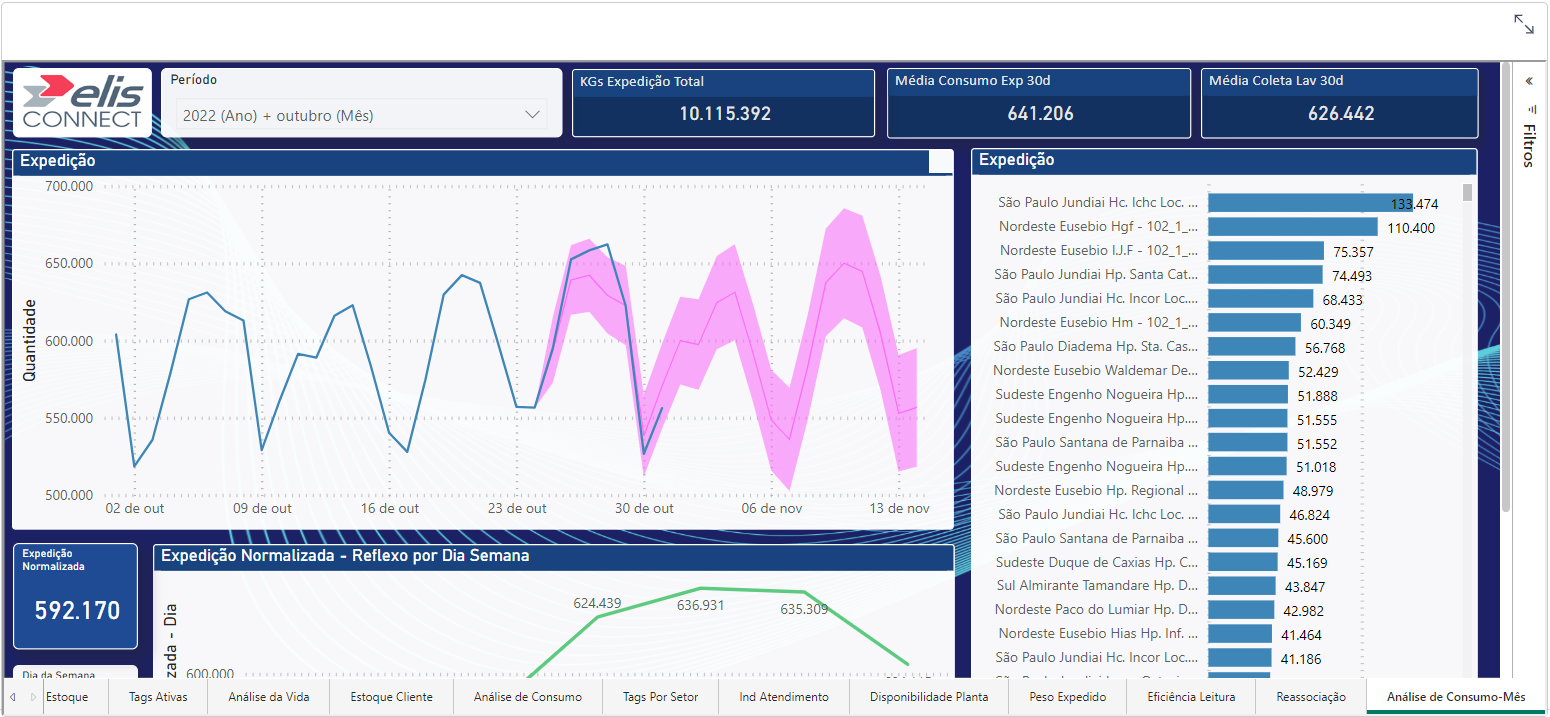 elis
CONNECT
Período
2022 (Ano) + outubro (Mês)
KGs Expedição Total
10.115.392
Média Consumo Exp 30d
641.206
Média Coleta Lav 30d
626.442
Filtros
Expedição
Quantidade
700.000
650.000
600.000
550.000
500.000
02 de out
09 de out
16 de out
23 de out
30 de out
06 de nov
13 de nov
Expedição
São Paulo Jundiai Hc. Ichc Loc. ... 133.474
Nordeste Eusebio Hgf - 102_1_... 110.400
Nordeste Eusebio I.J.F - 102_1_... 75.357
São Paulo Jundiai Hp. Santa Cat... 74.493
São Paulo Jundiai Hc. Incor Loc.... 68.433
Nordeste Eusebio Hm - 102_1_... 60.349
São Paulo Diadema Hp. Sta. Cas... 56.768
Nordeste Eusebio Waldemar De... 52.429
Sudeste Engenho Nogueira Hp.... 51.888
Sudeste Engenho Nogueira Hp.... 51.555
São Paulo Santana de Parnaiba ... 51.552
Sudeste Engenho Nogueira Hp.... 51.018
Nordeste Eusebio Hp. Regional ... 48.979
São Paulo Jundiai Hc. Ichc Loc. ... 46.824
São Paulo Santana de Parnaiba ... 45.600
Sudeste Duque de Caxias Hp. C... 45.169
Sul Almirante Tamandare Hp. D... 43.847
Nordeste Paco do Lumiar Hp. D... 42.982
Nordeste Eusebio Hias Hp. Inf. ... 41.464
São Paulo Jundiai Hc. Incor Loc.... 41.186
Expedição
Normalizada
592.170
Dia da Semana
Expedição Normalizada - Reflexo por Dia Semana
zada - Dia
624.439
636.931
635.309
600.000
Estoque
Tags Ativas
Análise da Vida
Estoque Cliente
Análise de Consumo
Tags Por Setor
Ind Atendimento
Disponibilidade Planta
Peso Expedido
Eficiência Leitura
Reassociação
Análise de Consumo-Mês